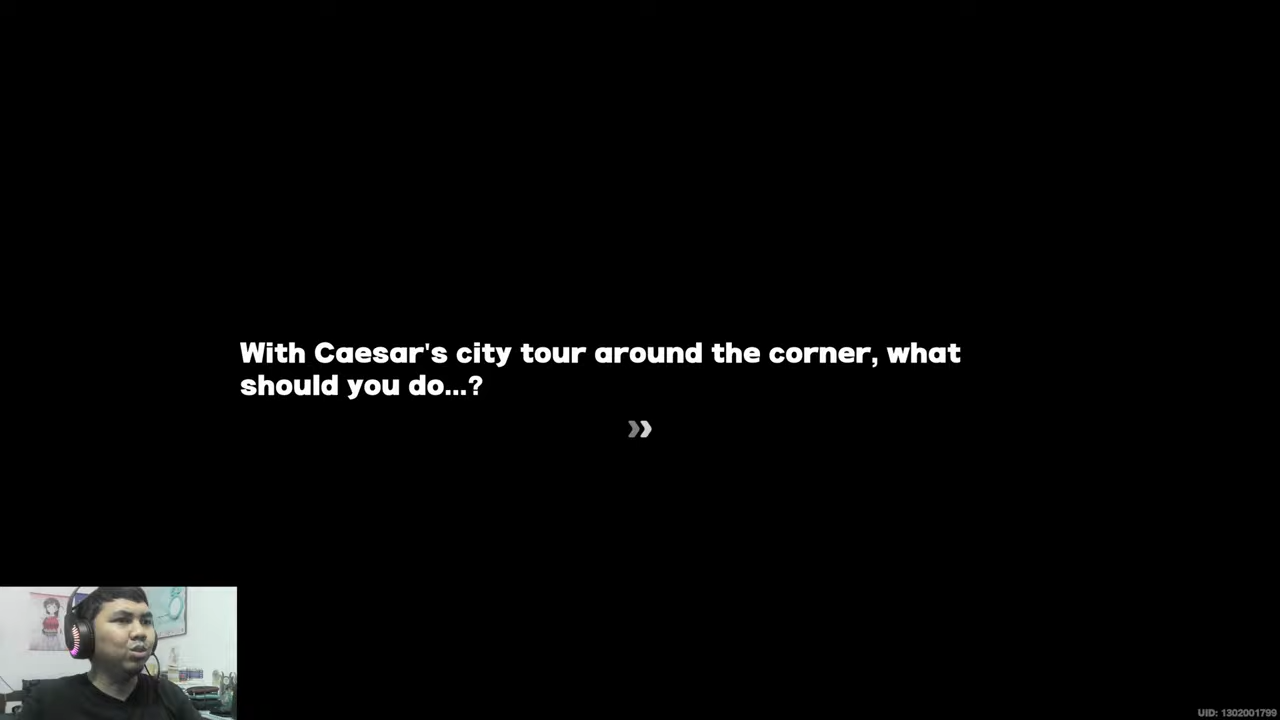 With Caesar's city tour around the corner, what
should you do...?
UID: 1302001799